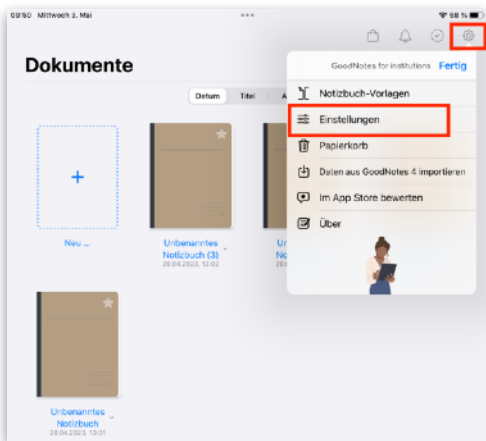 09:50 Mittwoch 3. Mai
68 %
Dokumente
GoodNotes for institutions Fertig
Datum Titel A
Notizbuch-Vorlagen
Einstellungen
Papierkorb
Daten aus GoodNotes 4 importieren
Im App Store bewerten
Über
Neu ...
Unbenanntes
Notizbuch (3)
28.04.2023, 13:02
Unbenanntes
Notizbuch
28.04.2023, 13:01